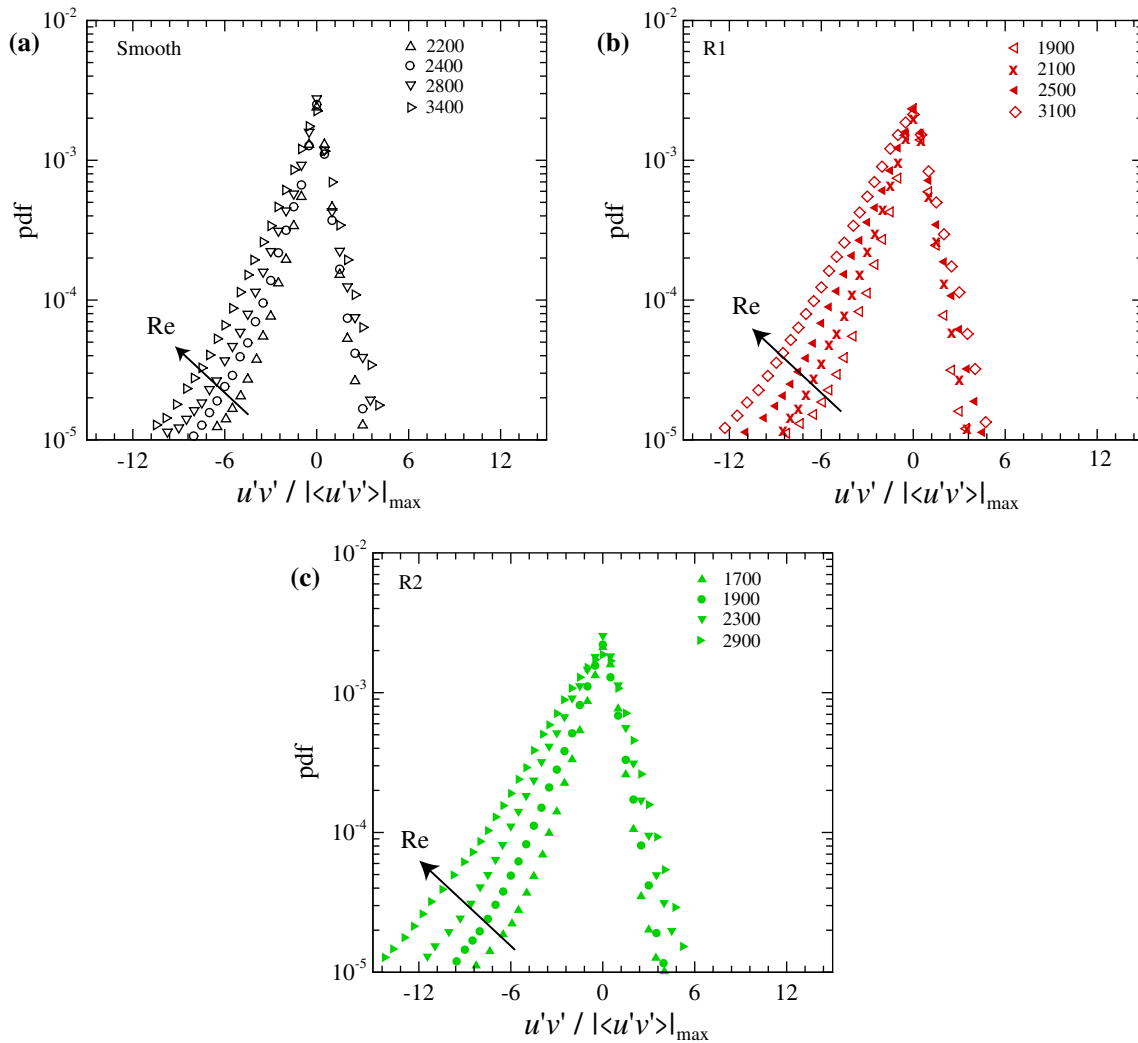 (a)
Smooth
2200
2400
2800
3400
Re
pdf
10-2
10-3
10-4
10-5
-12 -6 0 6 12
u'v' / |<u'v'>|max
(b)
R1
1900
2100
2500
3100
Re
pdf
10-2
10-3
10-4
10-5
-12 -6 0 6 12
u'v' / |<u'v'>|max
(c)
R2
1700
1900
2300
2900
Re
pdf
10-2
10-3
10-4
10-5
-12 -6 0 6 12
u'v' / |<u'v'>|max